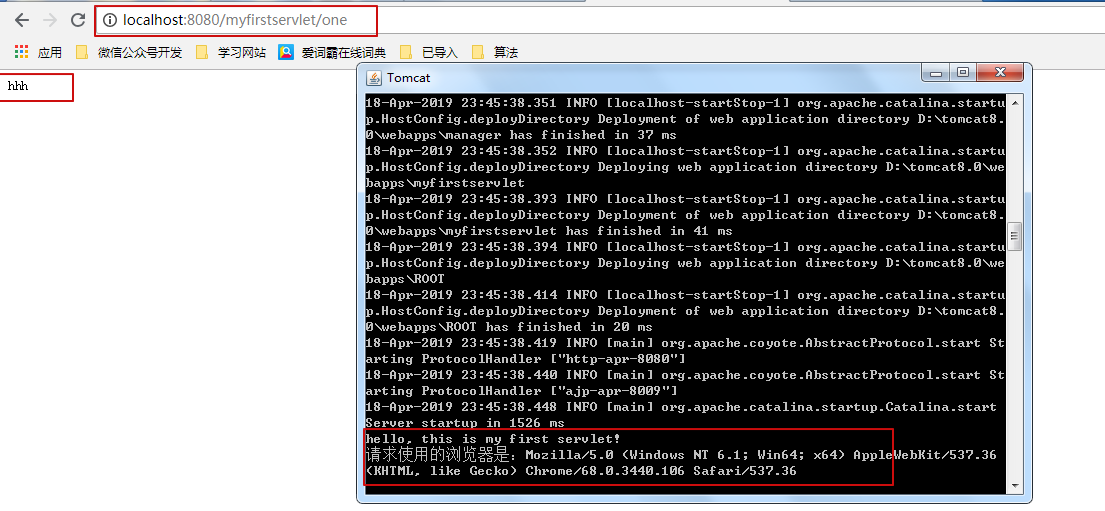 localhost:8080/myfirstservlet/one
应用 微信公众号开发 学习网站 爱词霸在线词典 已导入 算法
hhh
Tomcat
18-Apr-2019 23:45:38.351 INFO [localhost-startStop-1] org.apache.catalina.startu
p.HostConfig.deployDirectory Deployment of web application directory D:\tomcat8.
0\webapps\manager has finished in 37 ms
18-Apr-2019 23:45:38.352 INFO [localhost-startStop-1] org.apache.catalina.startu
p.HostConfig.deployDirectory Deploying web application directory D:\tomcat8.0\we
bapps\myfirstservlet
18-Apr-2019 23:45:38.393 INFO [localhost-startStop-1] org.apache.catalina.startu
p.HostConfig.deployDirectory Deployment of web application directory D:\tomcat8.
0\webapps\myfirstservlet has finished in 41 ms
18-Apr-2019 23:45:38.394 INFO [localhost-startStop-1] org.apache.catalina.startu
p.HostConfig.deployDirectory Deploying web application directory D:\tomcat8.0\we
bapps\ROOT
18-Apr-2019 23:45:38.414 INFO [localhost-startStop-1] org.apache.catalina.startu
p.HostConfig.deployDirectory Deployment of web application directory D:\tomcat8.
0\webapps\ROOT has finished in 20 ms
18-Apr-2019 23:45:38.419 INFO [main] org.apache.coyote.AbstractProtocol.start St
arting ProtocolHandler ["http-apr-8080"]
18-Apr-2019 23:45:38.440 INFO [main] org.apache.coyote.AbstractProtocol.start St
arting ProtocolHandler ["ajp-apr-8009"]
18-Apr-2019 23:45:38.448 INFO [main] org.apache.catalina.startup.Catalina.start
Server startup in 1526 ms
hello, this is my first servlet!
请求使用的浏览器是：Mozilla/5.0 (Windows NT 6.1; Win64; x64) AppleWebKit/537.36
(KHTML, like Gecko) Chrome/68.0.3440.106 Safari/537.36